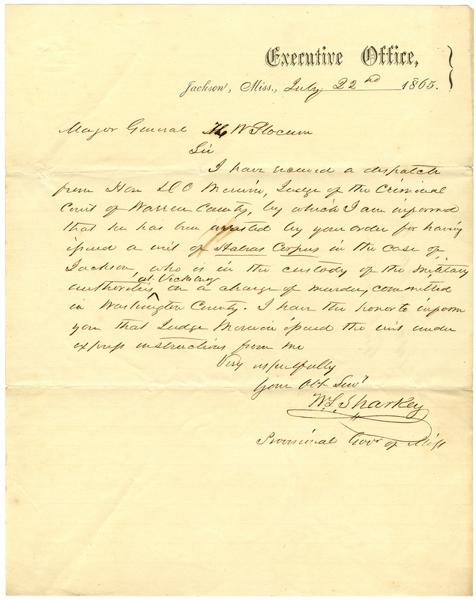 Executive Office,
Jackson, Miss., July 22nd 1865.
Major General H W Slocum
Sir
I have received a dispatch
from Hon D O Merwin, Judge of the Criminal
Court of Warren County, by which I am informed
that he has been arrested by your order for having
issued a writ of Habeas Corpus in the case of
Jackson, who is in the custody of the military
authorities at Vicksburg on a charge of murder, committed
in Washington County. I have the honor to inform
you that Judge Merwin issued the writ under
express instructions from me
Very respectfully
Your Obt Servt
W. L. Sharkey
Provisional Govr of Miss